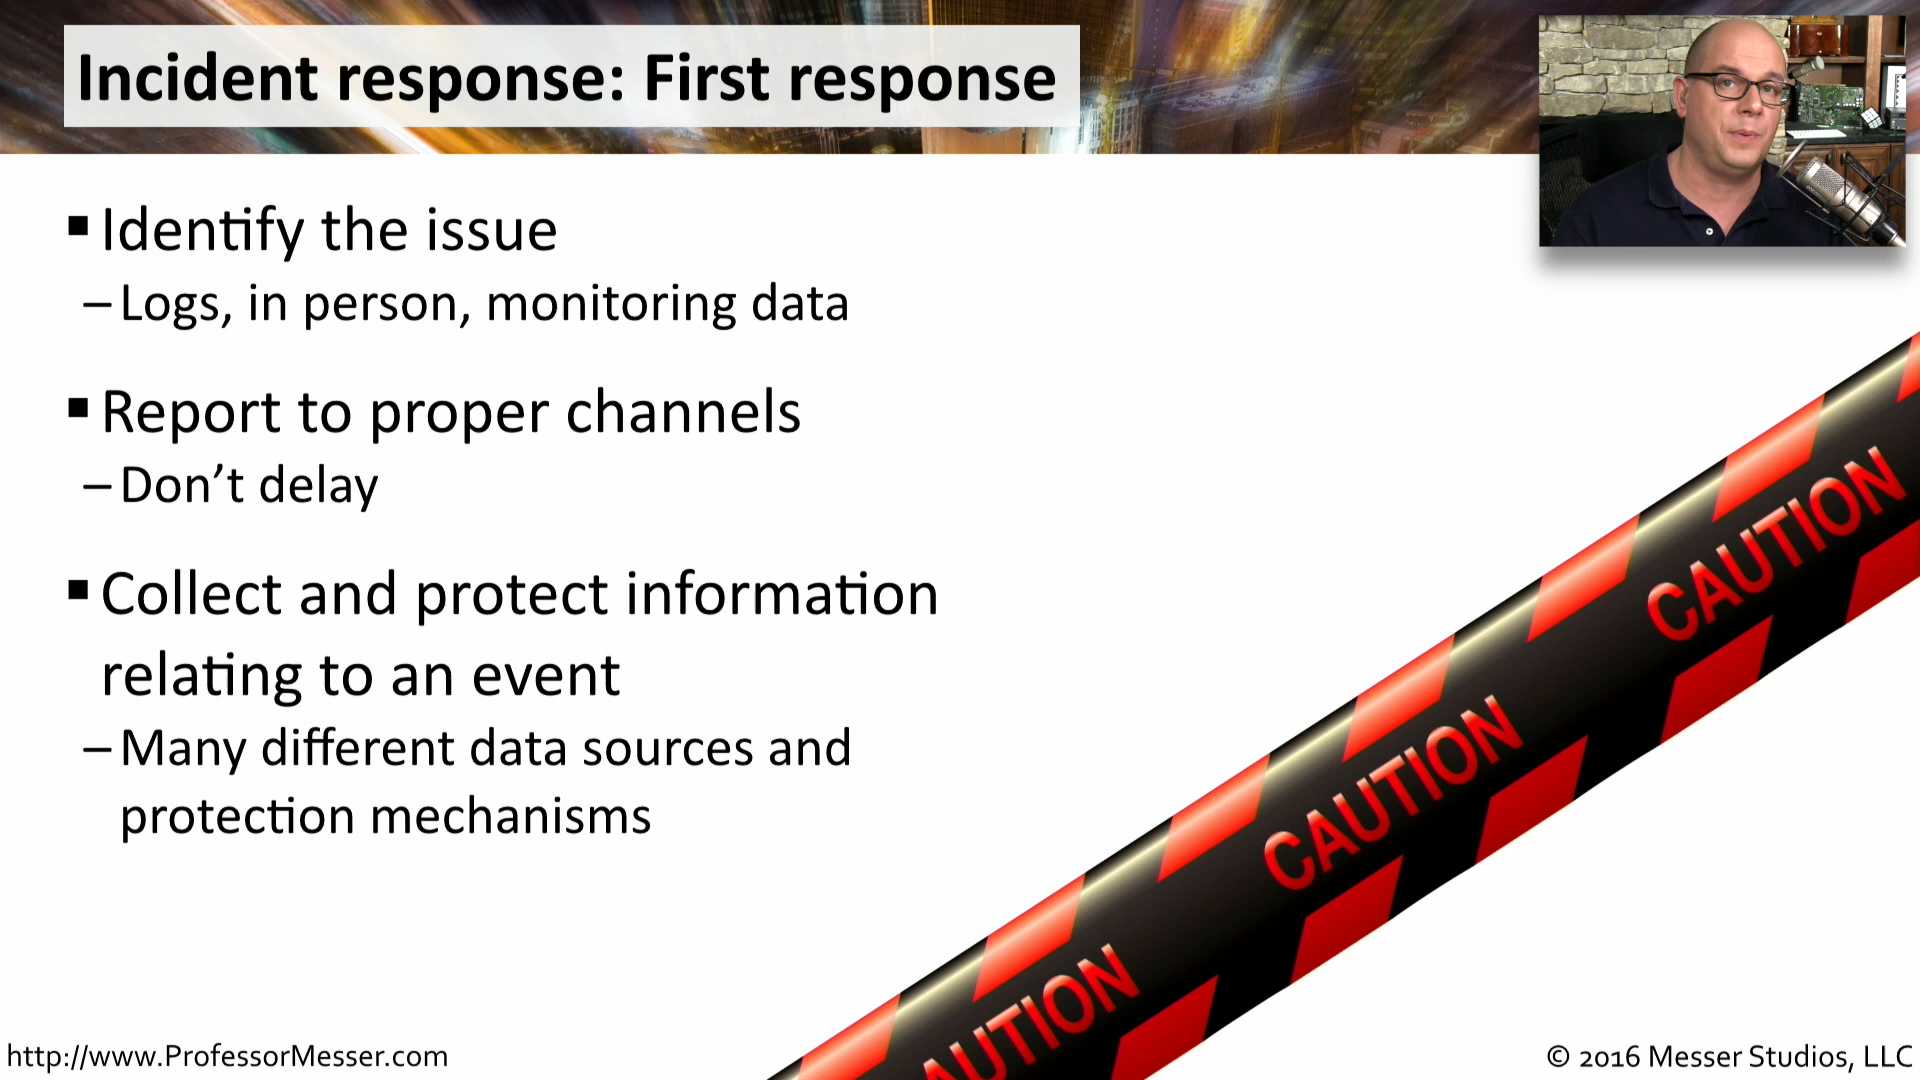 Incident response: First response
▪ Identify the issue
– Logs, in person, monitoring data
▪ Report to proper channels
– Don’t delay
▪ Collect and protect information
relating to an event
– Many different data sources and
protection mechanisms
CAUTION
CAUTION
AUTION
http://www.ProfessorMesser.com
© 2016 Messer Studios, LLC